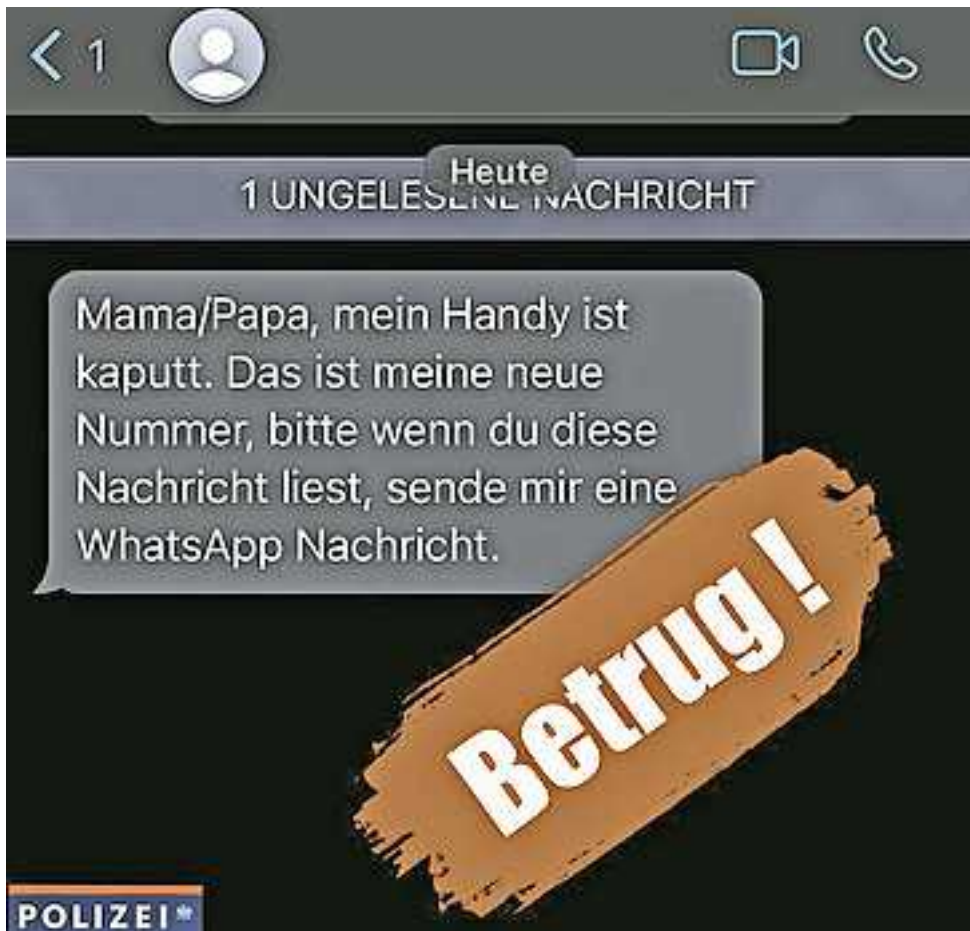 1
Heute
1 UNGELESENE NACHRICHT
Mama/Papa, mein Handy ist
kaputt. Das ist meine neue
Nummer, bitte wenn du diese
Nachricht liest, sende mir eine
WhatsApp Nachricht.
Betrug !
POLIZEI*